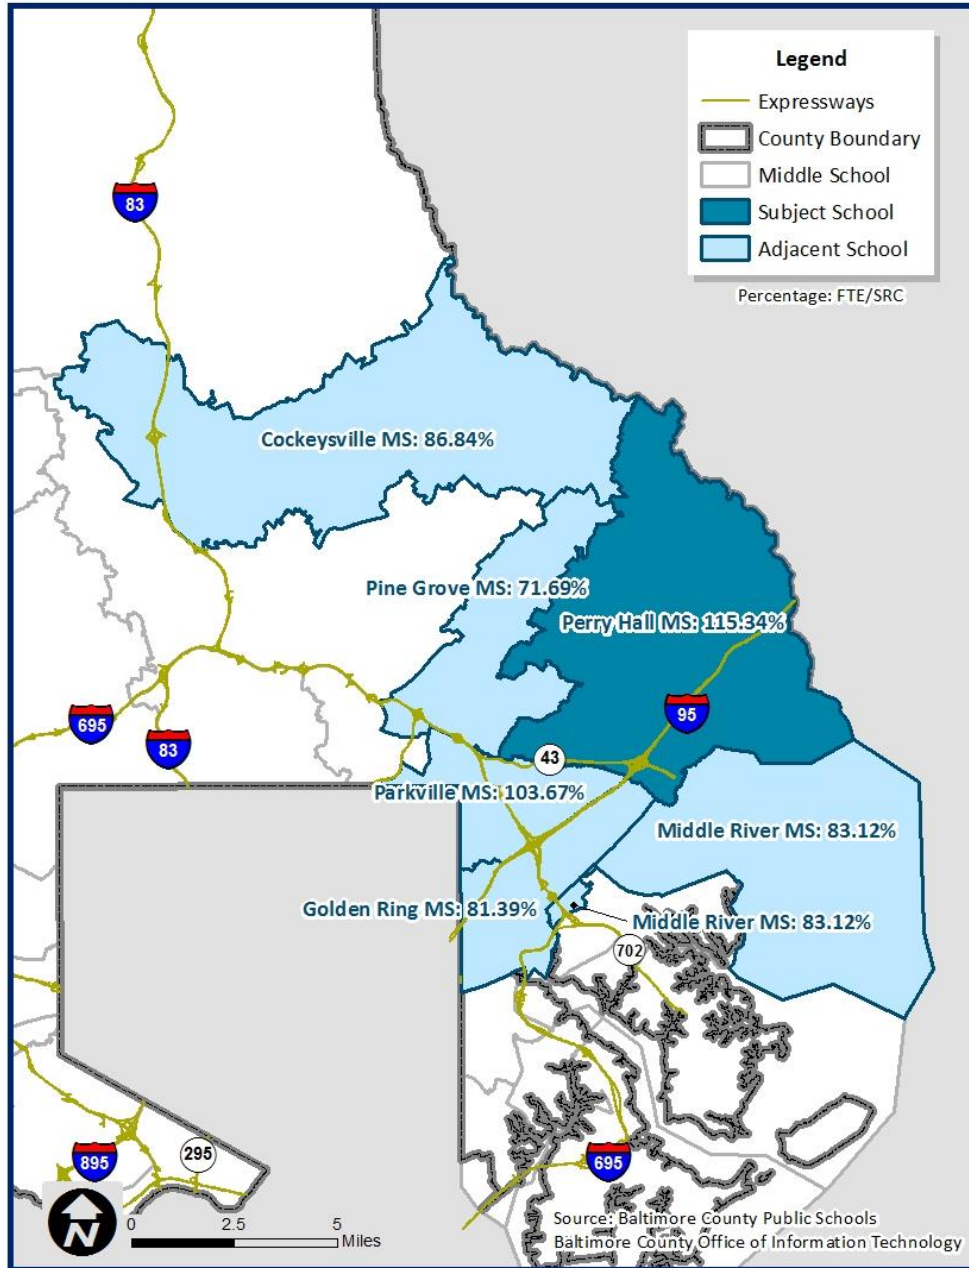 Legend
Expressways
County Boundary
Middle School
Subject School
Adjacent School
Percentage: FTE/SRC
83
Cockeysville MS: 86.84%
Pine Grove MS: 71.69%
Perry Hall MS: 115.34%
695
83
95
43
Parkville MS: 103.67%
Middle River MS: 83.12%
Golden Ring MS: 81.39%
Middle River MS: 83.12%
702
895
295
695
N
0 2.5 5
Miles
Source: Baltimore County Public Schools
Baltimore County Office of Information Technology